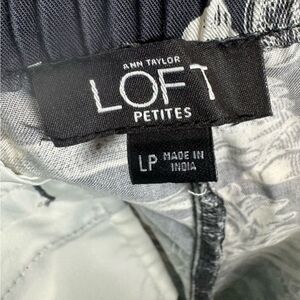 ANN TAYLOR
LOFT
PETITES
LP MADE IN
INDIA